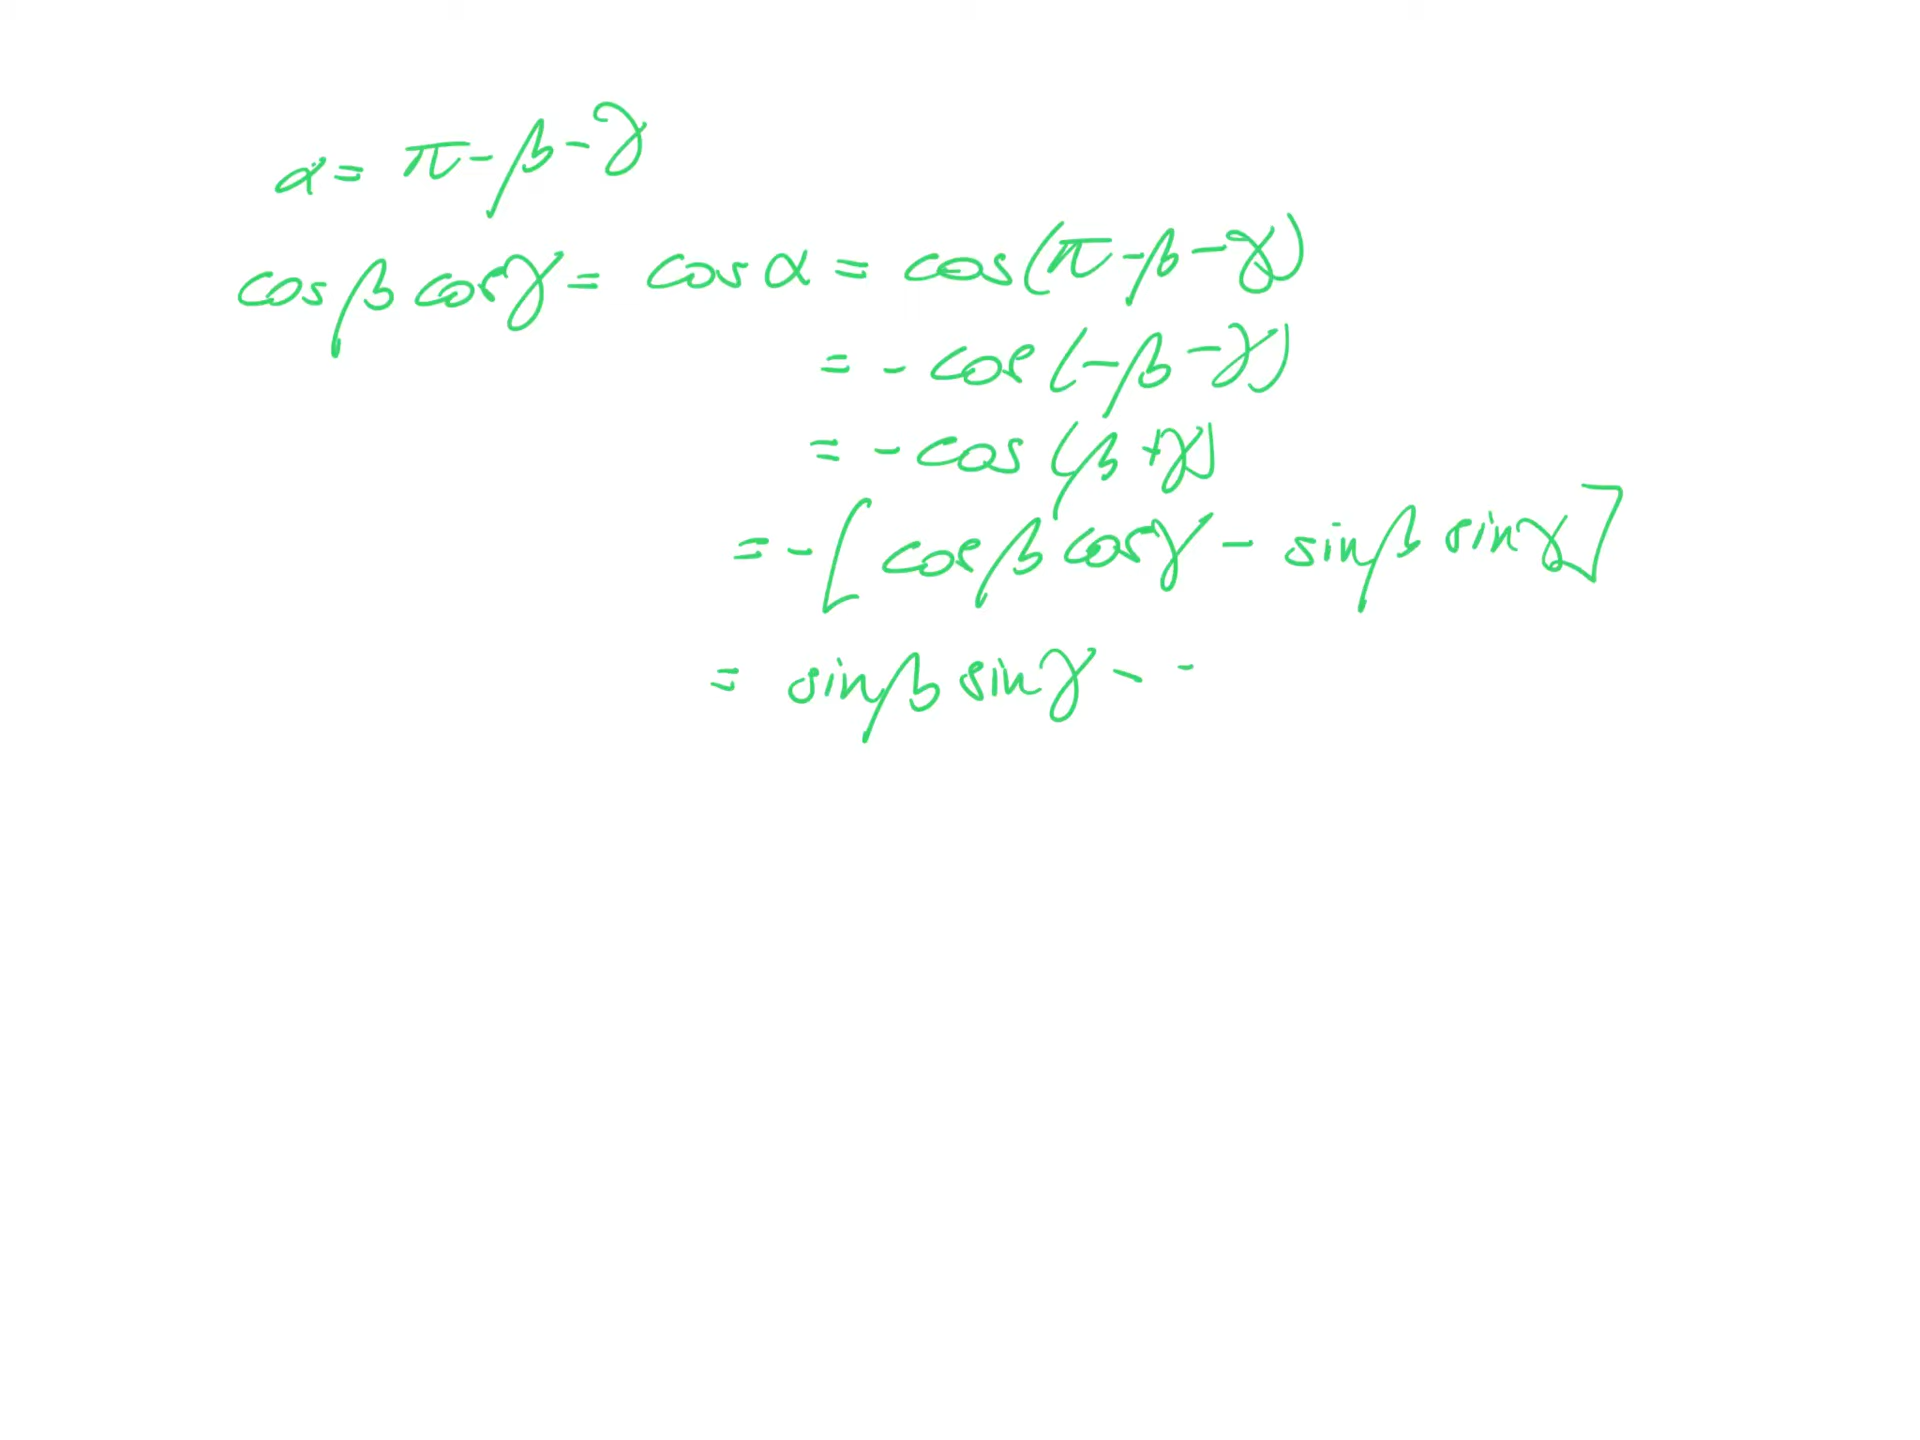 α = π - β - γ
cos β cos γ = cos α = cos(π - β - γ)
= - cos(-β - γ)
= - cos(β + γ)
= - [cos β cos γ - sin β sin γ]
= sin β sin γ - -